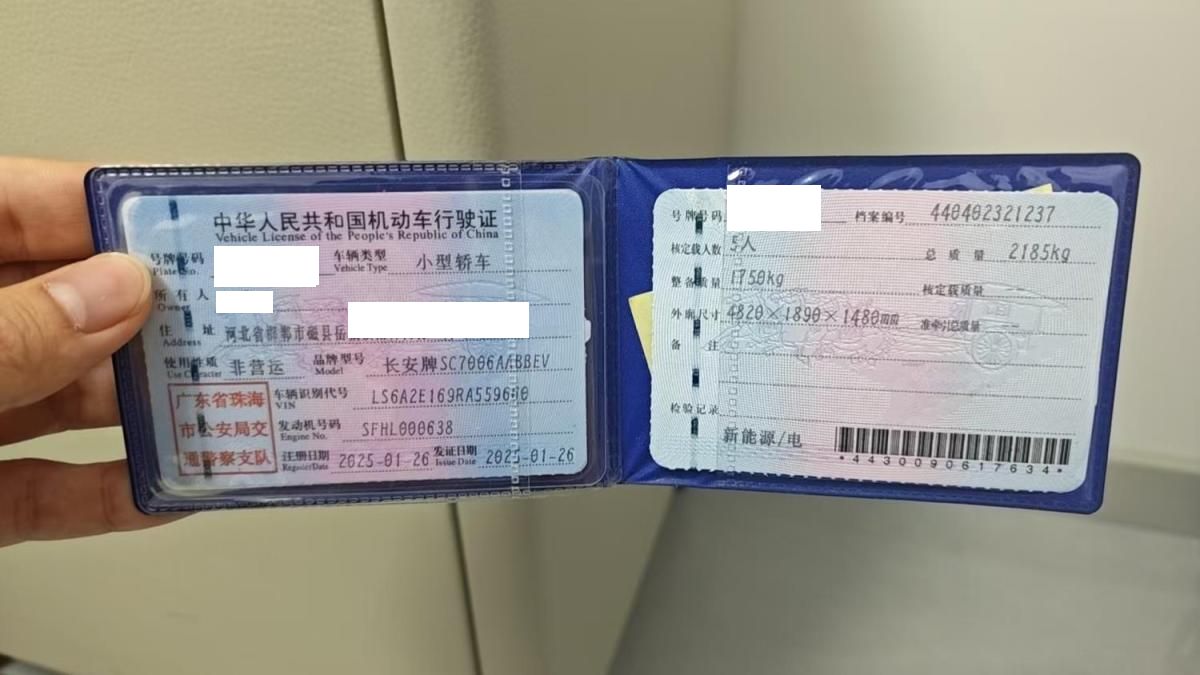 中华人民共和国机动车行驶证
Vehicle License of the People's Republic of China
号牌号码 车辆类型 小型轿车
Plate No. Vehicle Type
所有人
Owner
住址 河北省邯郸市磁县岳
Address
使用性质 非营运 品牌型号 长安牌SC7006AABBEV
Use Character Model
广东省珠海
市公安局交
通警察支队
车辆识别代号
VIN
发动机号码 SFHL000638
Engine No.
注册日期 2025-01-26 发证日期 2025-01-26
Register Date Issue Date
号牌号码 档案编号 440402321237
核定载人数 5人 总质量 2185kg
整备质量 1750kg 核定载质量 --
外廓尺寸 4820×1890×1480mm 准牵引总质量 --
备注
检验记录
新能源/电
*4430090617634*